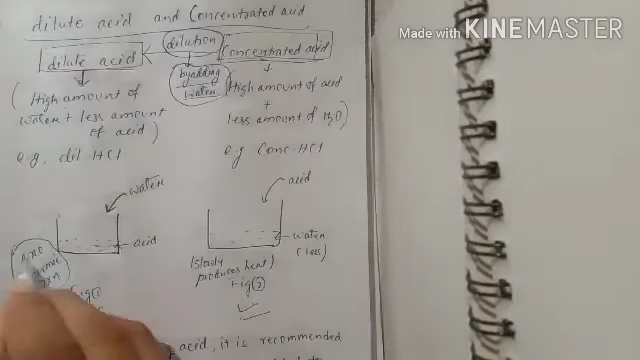 Made with KINEMASTER
dilute acid and Concentrated acid
dilute acid
dilution
Concentrated acid
by adding
water
(High amount of
water + less amount
of acid)
(High amount of acid
+
less amount of H2O)
e.g. dil·HCl
e.g Conc·HCl
water
acid
acid
water
(less)
(slowly
produces heat)
Fig(1)
Fig(2)
acid, it is recommended